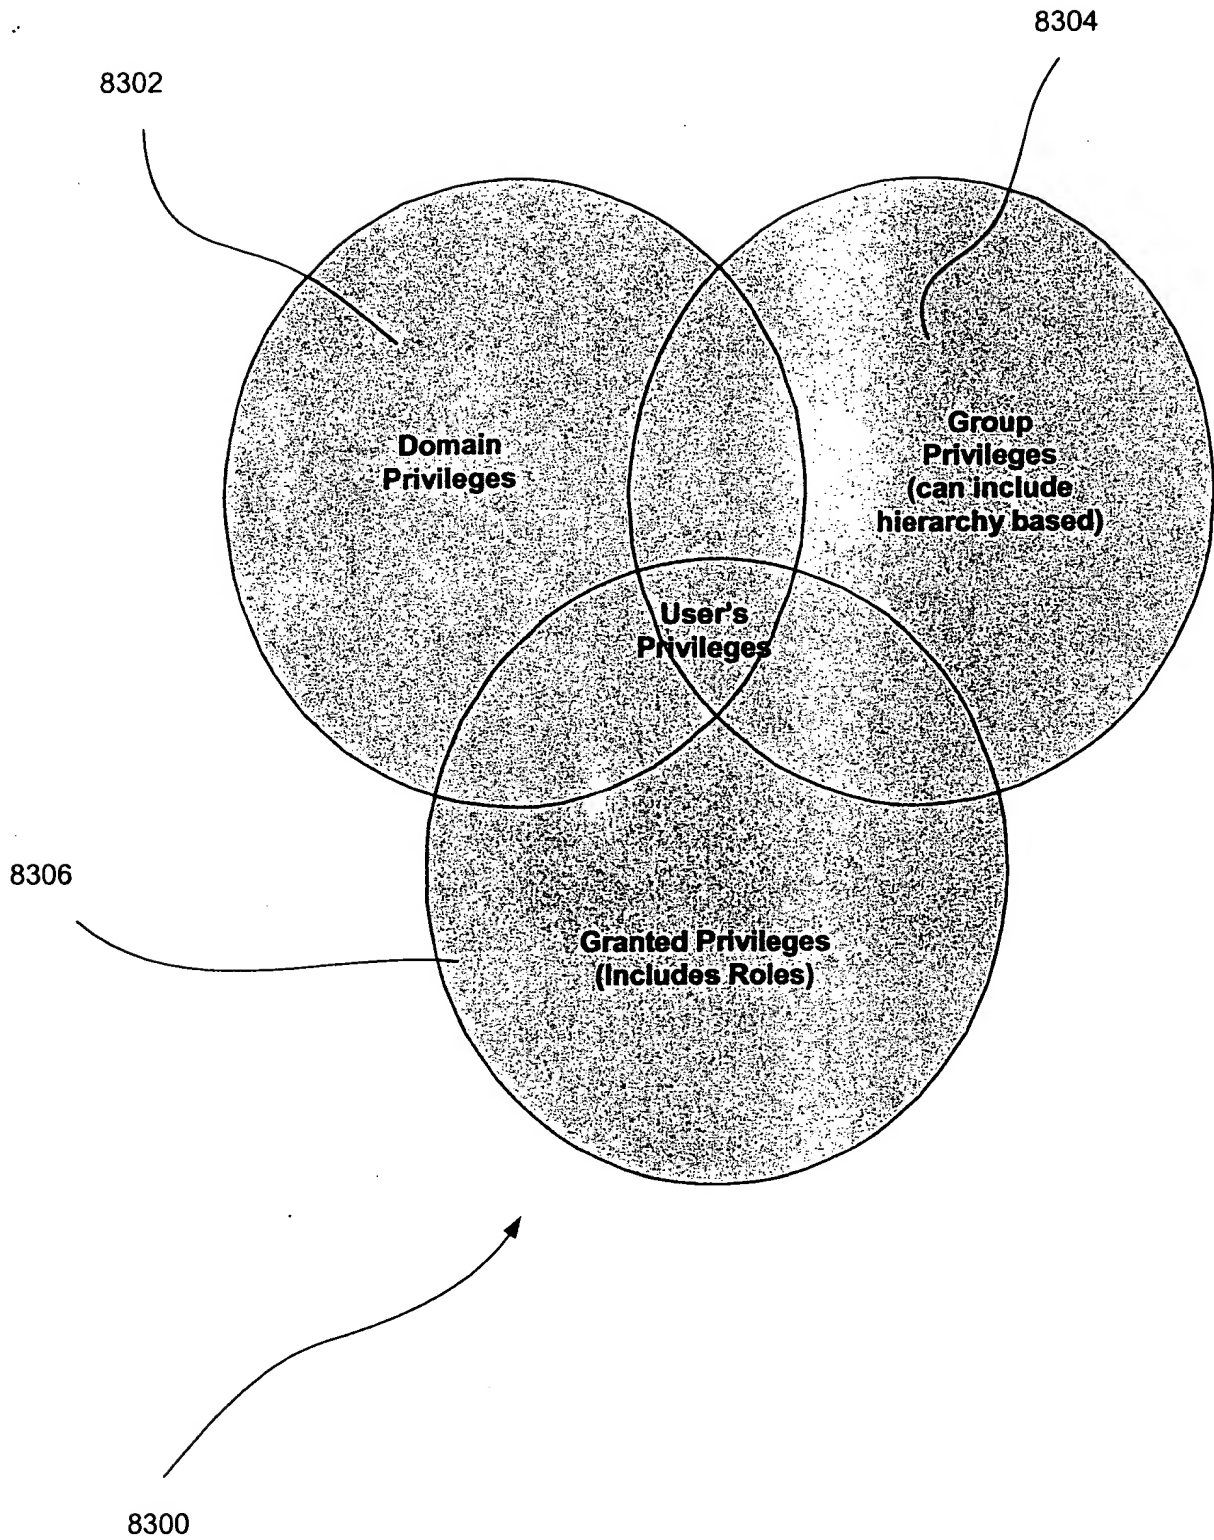 8304
8302
Domain
Privileges
Group
Privileges
(can include
hierarchy based)
User's
Privileges
8306
Granted Privileges
(Includes Roles)
8300